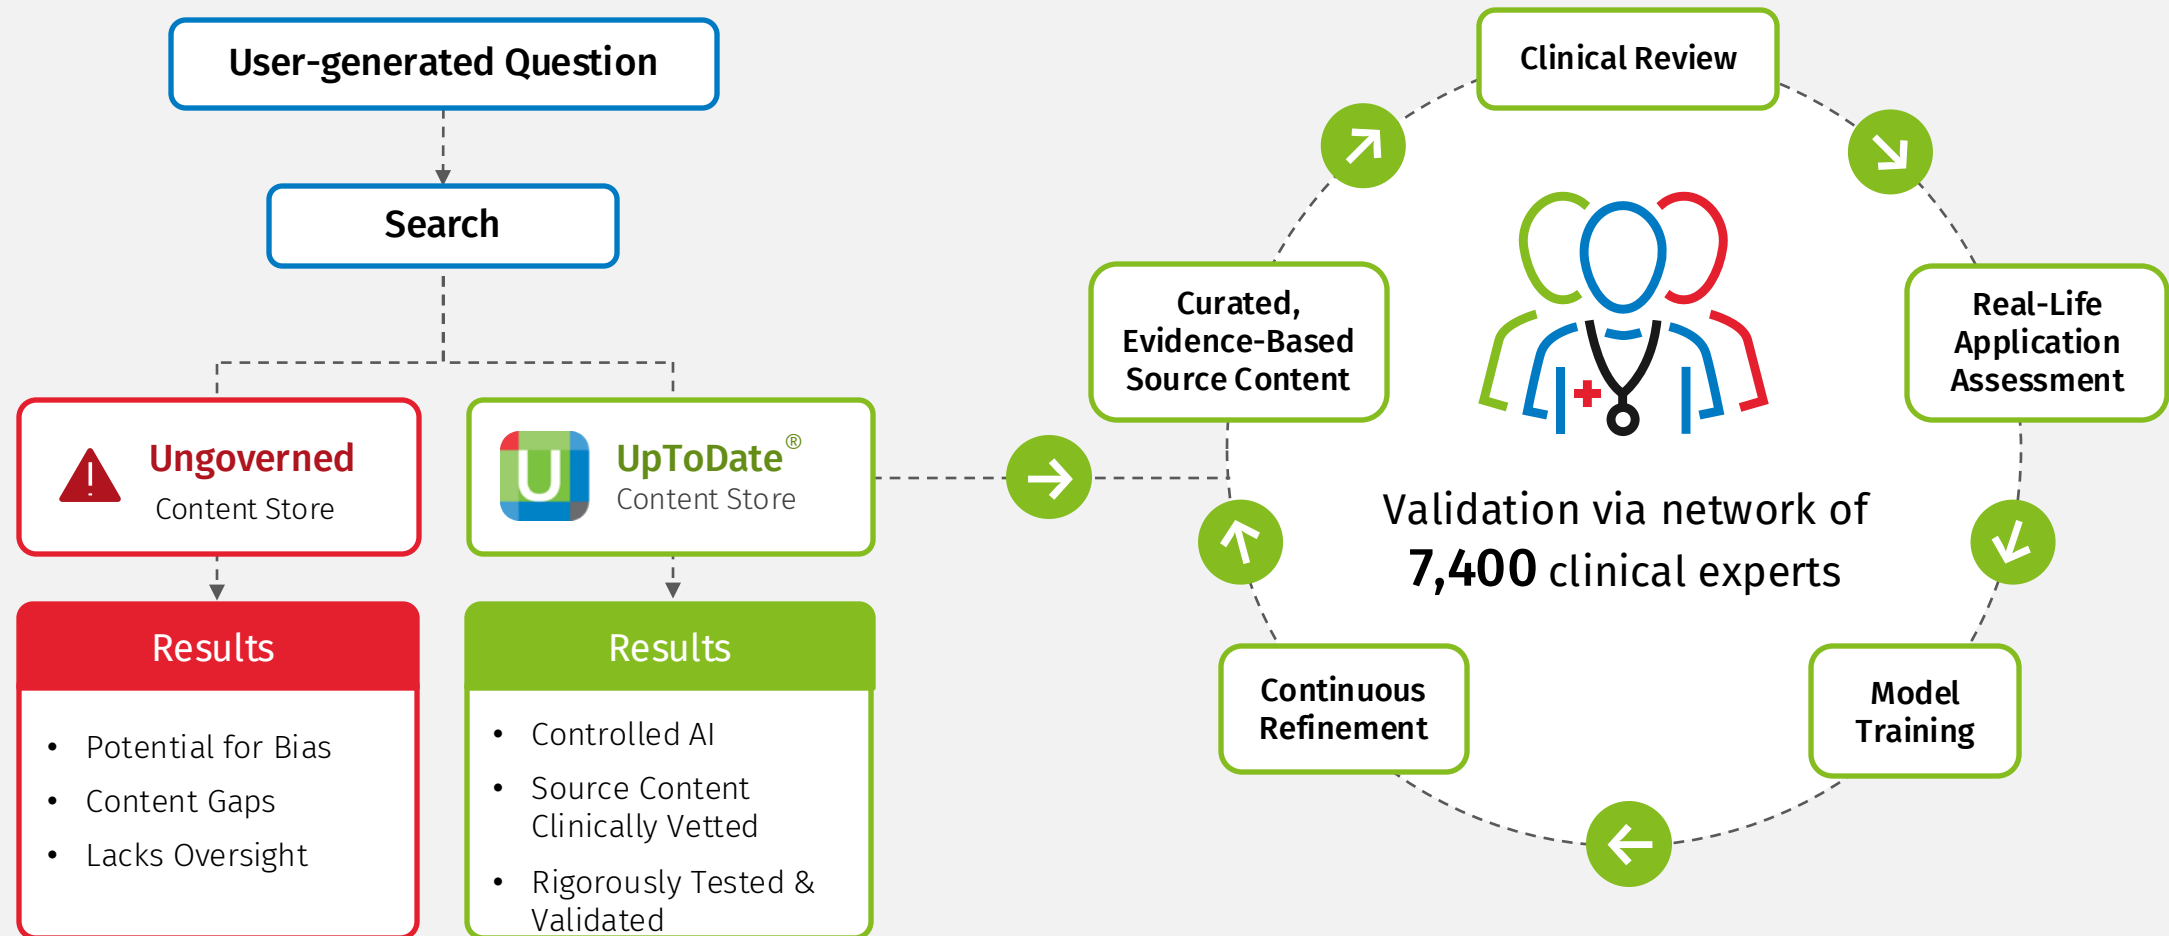 User-generated Question
Search
Ungoverned
Content Store
U
UpToDate®
Content Store
Results
• Potential for Bias
• Content Gaps
• Lacks Oversight
Results
• Controlled AI
• Source Content
Clinically Vetted
• Rigorously Tested &
Validated
Clinical Review
Curated,
Evidence-Based
Source Content
Real-Life
Application
Assessment
Validation via network of
7,400 clinical experts
Continuous
Refinement
Model
Training